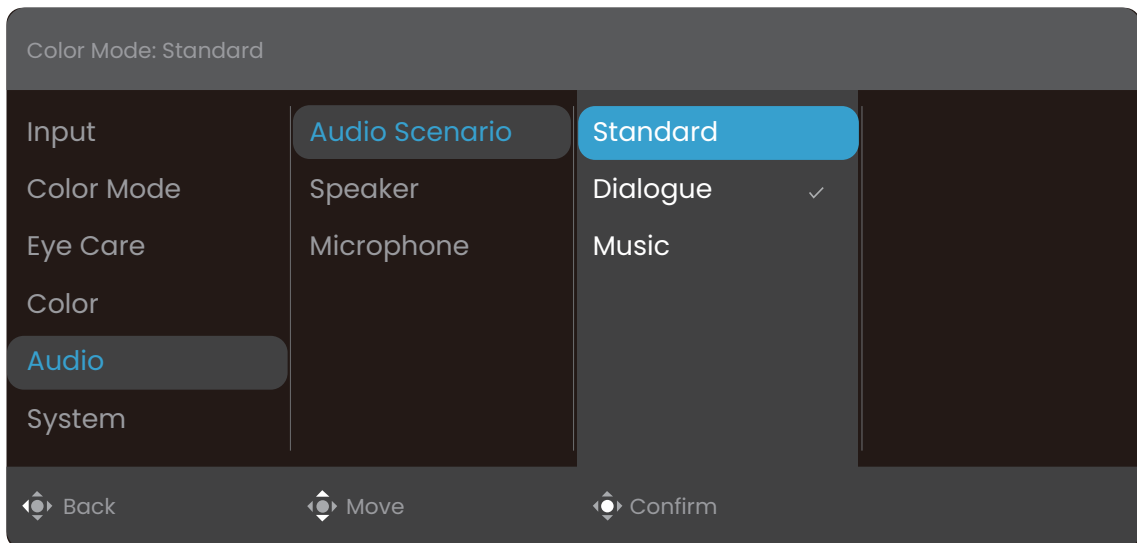 Color Mode: Standard
Input
Color Mode
Eye Care
Color
Audio
System
Audio Scenario
Speaker
Microphone
Standard
Dialogue
Music
Back
Move
Confirm